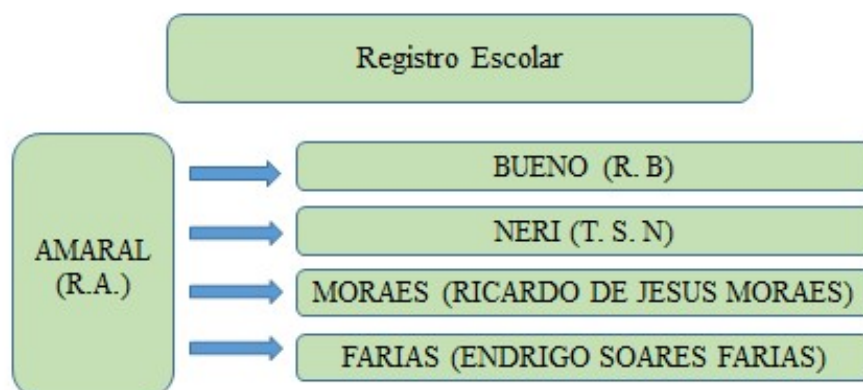 Registro Escolar
AMARAL
(R.A.)
BUENO (R. B)
NERI (T. S. N)
MORAES (RICARDO DE JESUS MORAES)
FARIAS (ENDRIGO SOARES FARIAS)